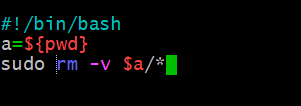 #!/bin/bash
a=${pwd}
sudo rm -v $a/*